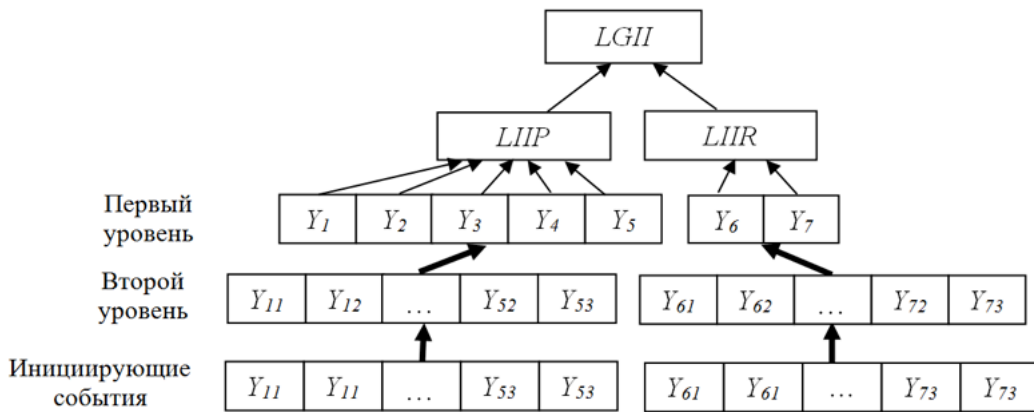 LGII
LIIP LIIR
Первый
уровень
Y1 Y2 Y3 Y4 Y5 Y6 Y7
Второй
уровень
Y11 Y12 … Y52 Y53 Y61 Y62 … Y72 Y73
Инициирующие
события
Y11 Y11 … Y53 Y53 Y61 Y61 … Y73 Y73